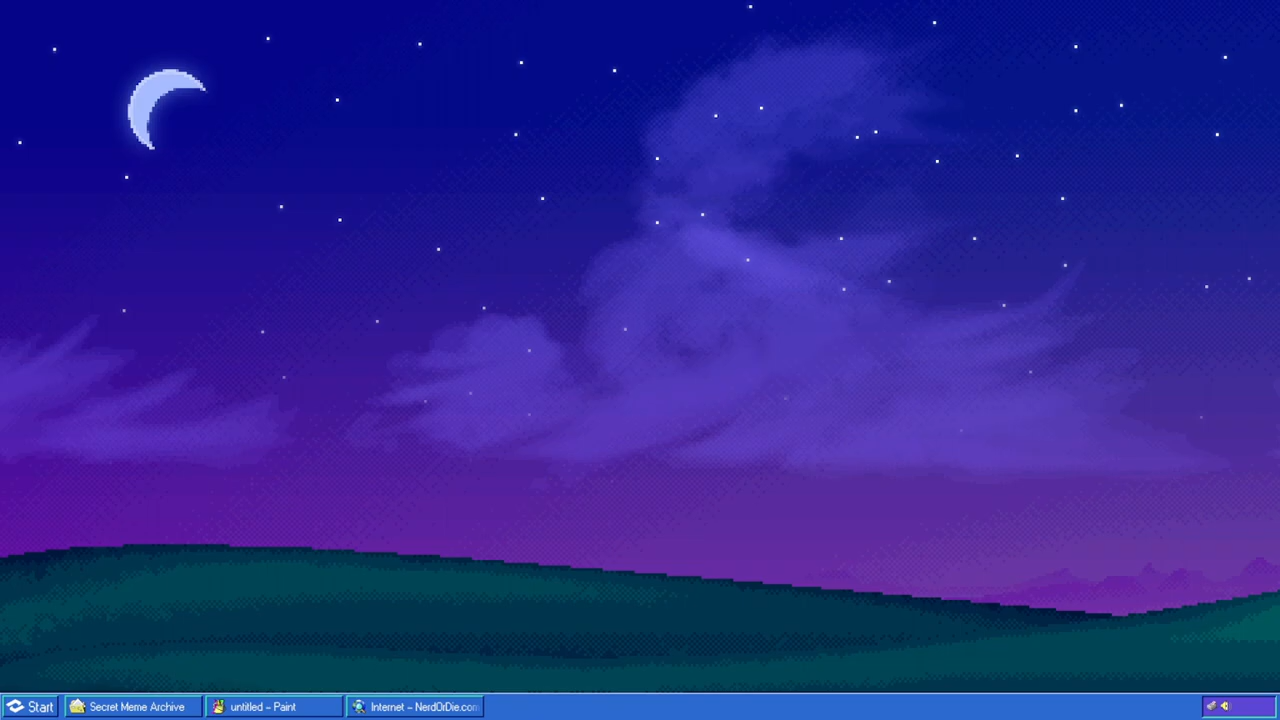 Start
Secret Meme Archive
untitled - Paint
Internet - NerdOrDie.com